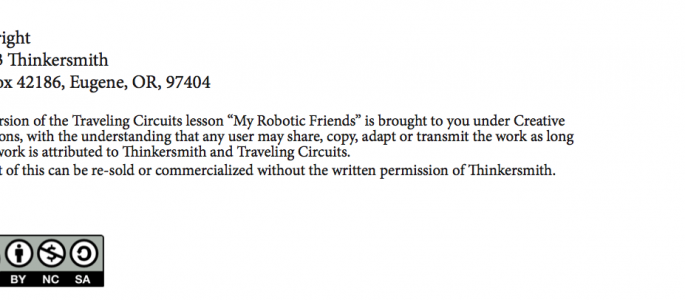 right
3 Thinkersmith
ox 42186, Eugene, OR, 97404
rsion of the Traveling Circuits lesson “My Robotic Friends” is brought to you under Creative
ons, with the understanding that any user may share, copy, adapt or transmit the work as long
work is attributed to Thinkersmith and Traveling Circuits.
t of this can be re-sold or commercialized without the written permission of Thinkersmith.
BY NC SA